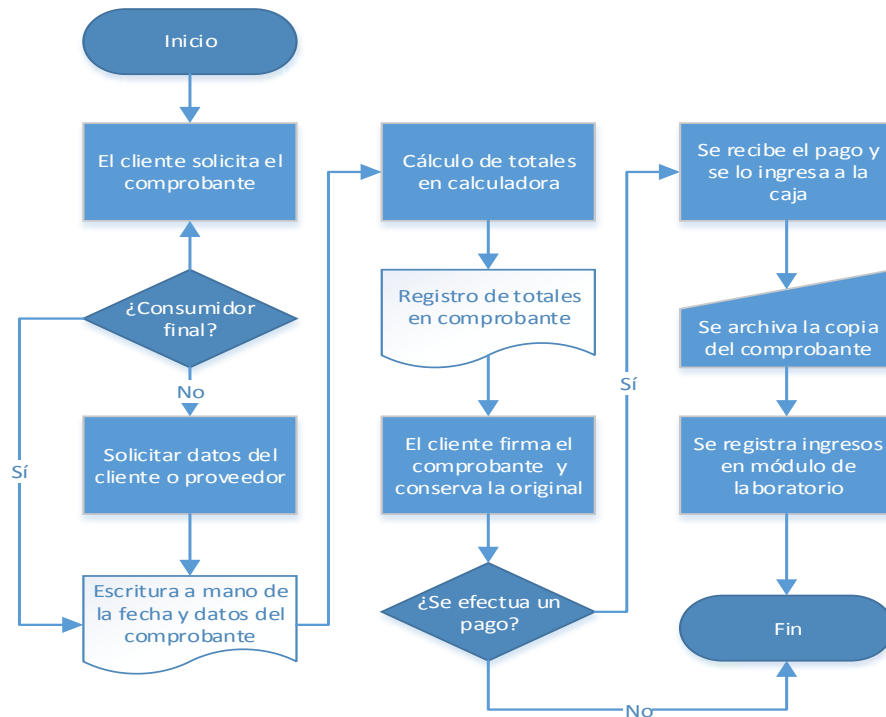 Inicio
El cliente solicita el
comprobante
¿Consumidor
final?
No
Sí
Solicitar datos del
cliente o proveedor
Escritura a mano de
la fecha y datos del
comprobante
Cálculo de totales
en calculadora
Registro de totales
en comprobante
El cliente firma el
comprobante y
conserva la original
¿Se efectua un
pago?
Sí
No
Se recibe el pago y
se lo ingresa a la
caja
Se archiva la copia
del comprobante
Se registra ingresos
en módulo de
laboratorio
Fin